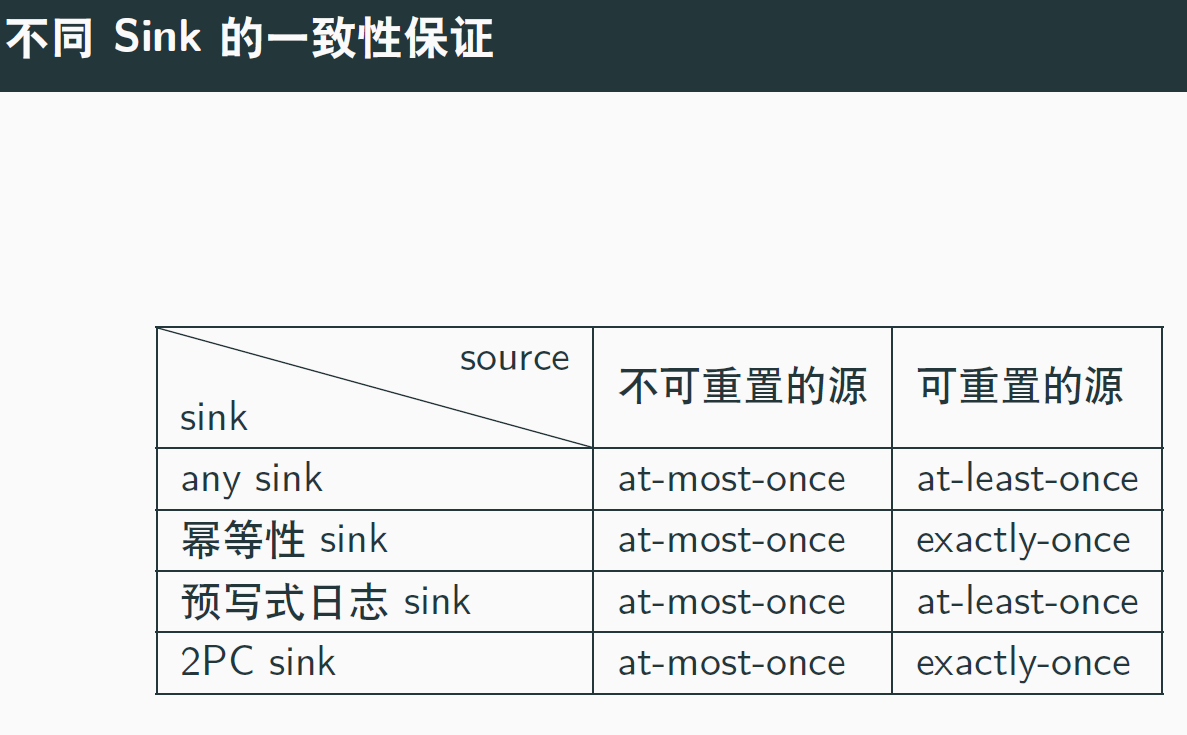 不同 Sink 的一致性保证
source
sink
不可重置的源 可重置的源
any sink at-most-once at-least-once
幂等性 sink at-most-once exactly-once
预写式日志 sink at-most-once at-least-once
2PC sink at-most-once exactly-once